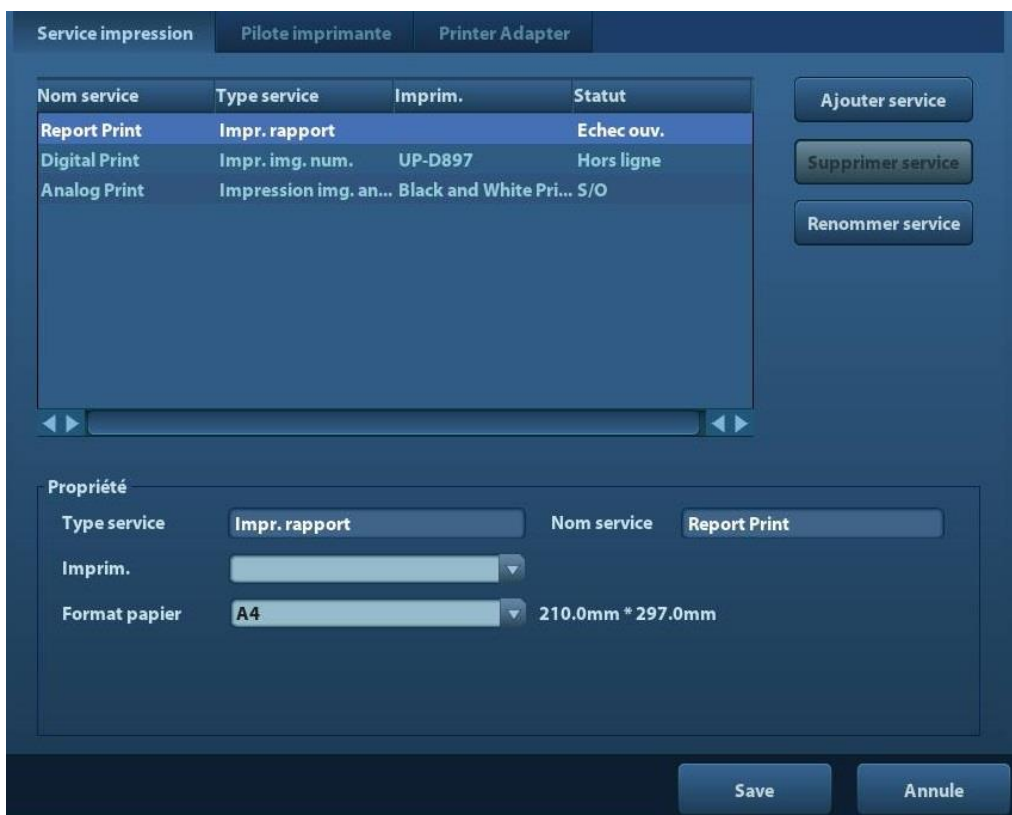 Service impression Pilote imprimante Printer Adapter
Nom service Type service Imprim. Statut
Report Print Impr. rapport Echec ouv.
Digital Print Impr. img. num. UP-D897 Hors ligne
Analog Print Impression img. an... Black and White Pri... S/O
Ajouter service
Supprimer service
Renommer service
Propriété
Type service Impr. rapport Nom service Report Print
Imprim.
Format papier A4 210.0mm * 297.0mm
Save Annule